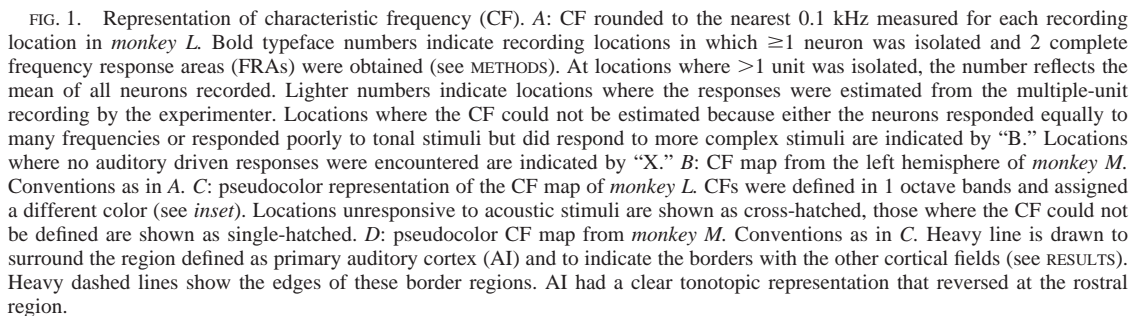 FIG. 1. Representation of characteristic frequency (CF). A: CF rounded to the nearest 0.1 kHz measured for each recording
location in monkey L. Bold typeface numbers indicate recording locations in which ≥1 neuron was isolated and 2 complete
frequency response areas (FRAs) were obtained (see METHODS). At locations where >1 unit was isolated, the number reflects the
mean of all neurons recorded. Lighter numbers indicate locations where the responses were estimated from the multiple-unit
recording by the experimenter. Locations where the CF could not be estimated because either the neurons responded equally to
many frequencies or responded poorly to tonal stimuli but did respond to more complex stimuli are indicated by “B.” Locations
where no auditory driven responses were encountered are indicated by “X.” B: CF map from the left hemisphere of monkey M.
Conventions as in A. C: pseudocolor representation of the CF map of monkey L. CFs were defined in 1 octave bands and assigned
a different color (see inset). Locations unresponsive to acoustic stimuli are shown as cross-hatched, those where the CF could not
be defined are shown as single-hatched. D: pseudocolor CF map from monkey M. Conventions as in C. Heavy line is drawn to
surround the region defined as primary auditory cortex (AI) and to indicate the borders with the other cortical fields (see RESULTS).
Heavy dashed lines show the edges of these border regions. AI had a clear tonotopic representation that reversed at the rostral
region.